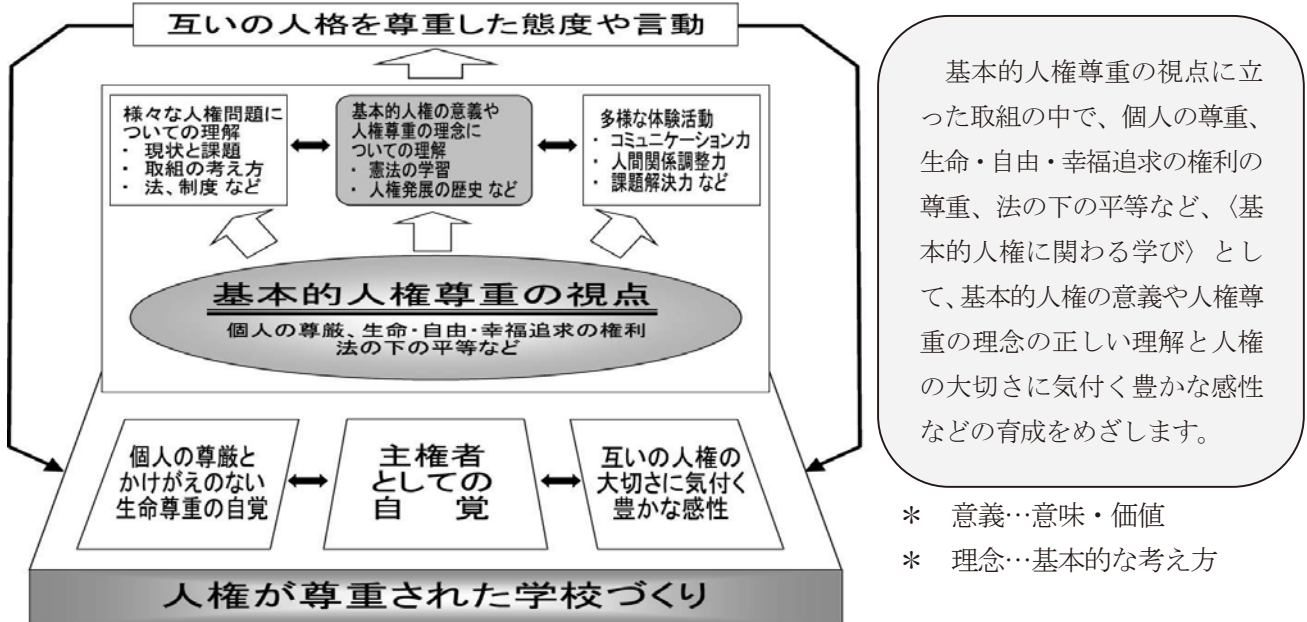 互いの人格を尊重した態度や言動
様々な人権問題に
ついての理解
・ 現状と課題
・ 取組の考え方
・ 法、制度 など
基本的人権の意義や
人権尊重の理念に
ついての理解
・ 憲法の学習
・ 人権発展の歴史 など
多様な体験活動
・ コミュニケーション力
・ 人間関係調整力
・ 課題解決力 など
基本的人権尊重の視点
個人の尊厳、生命・自由・幸福追求の権利
法の下の平等など
個人の尊厳と
かけがえのない
生命尊重の自覚
主権者
としての
自 覚
互いの人権の
大切さに気付く
豊かな感性
人権が尊重された学校づくり
基本的人権尊重の視点に立
った取組の中で、個人の尊重、
生命・自由・幸福追求の権利の
尊重、法の下の平等など、〈基
本的人権に関わる学び〉とし
て、基本的人権の意義や人権尊
重の理念の正しい理解と人権
の大切さに気付く豊かな感性
などの育成をめざします。
＊ 意義…意味・価値
＊ 理念…基本的な考え方